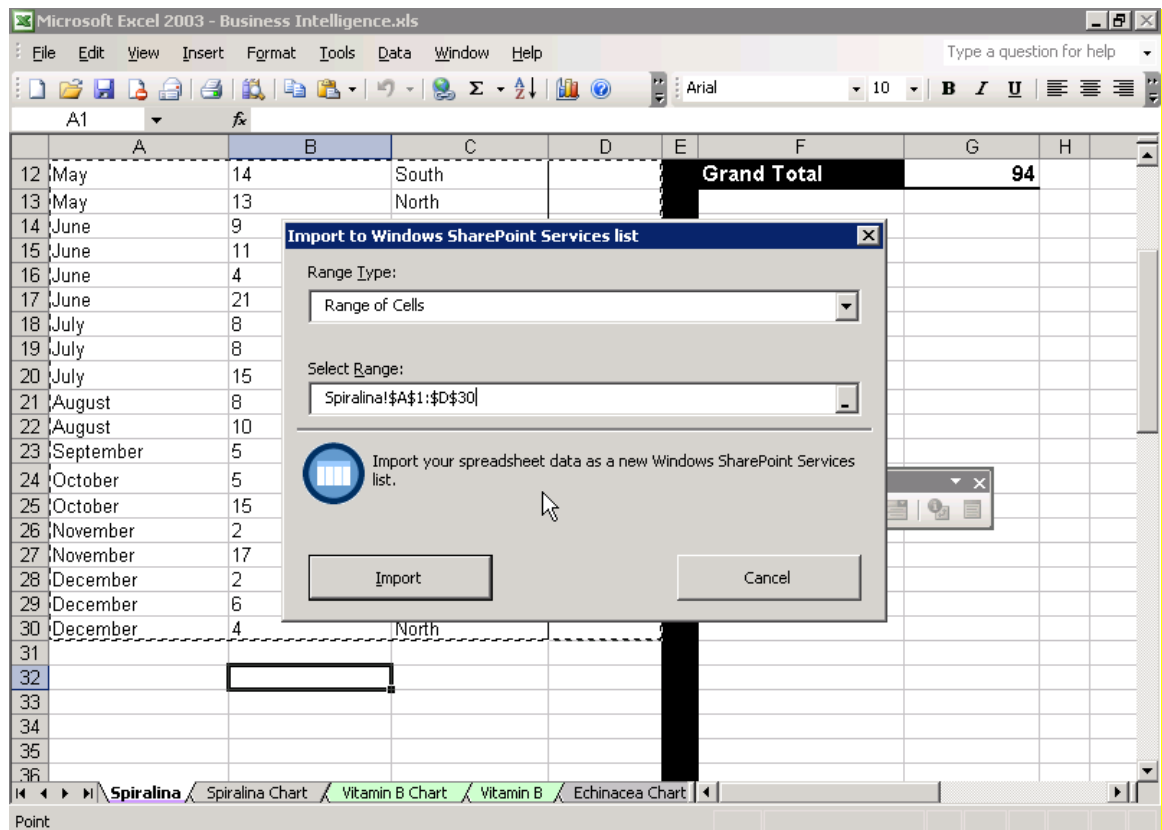 Microsoft Excel 2003 - Business Intelligence.xls
File Edit View Insert Format Tools Data Window Help Type a question for help
Arial 10 B I U
A1 fx
A B C D E F G H
12 May 14 South Grand Total 94
13 May 13 North
14 June 9
Import to Windows SharePoint Services list
15 June 11
Range Type:
16 June 4
17 June 21
Range of Cells
18 July 8
19 July 8
20 July 15
Select Range:
21 August 8
Spiralina!$A$1:$D$30
22 August 10
23 September 5
Import your spreadsheet data as a new Windows SharePoint Services
24 October 5
list.
25 October 15
26 November 2
27 November 17
28 December 2
Import Cancel
29 December 6
30 December 4 North
31
32
33
34
35
36
Spiralina Spiralina Chart Vitamin B Chart Vitamin B Echinacea Chart
Point